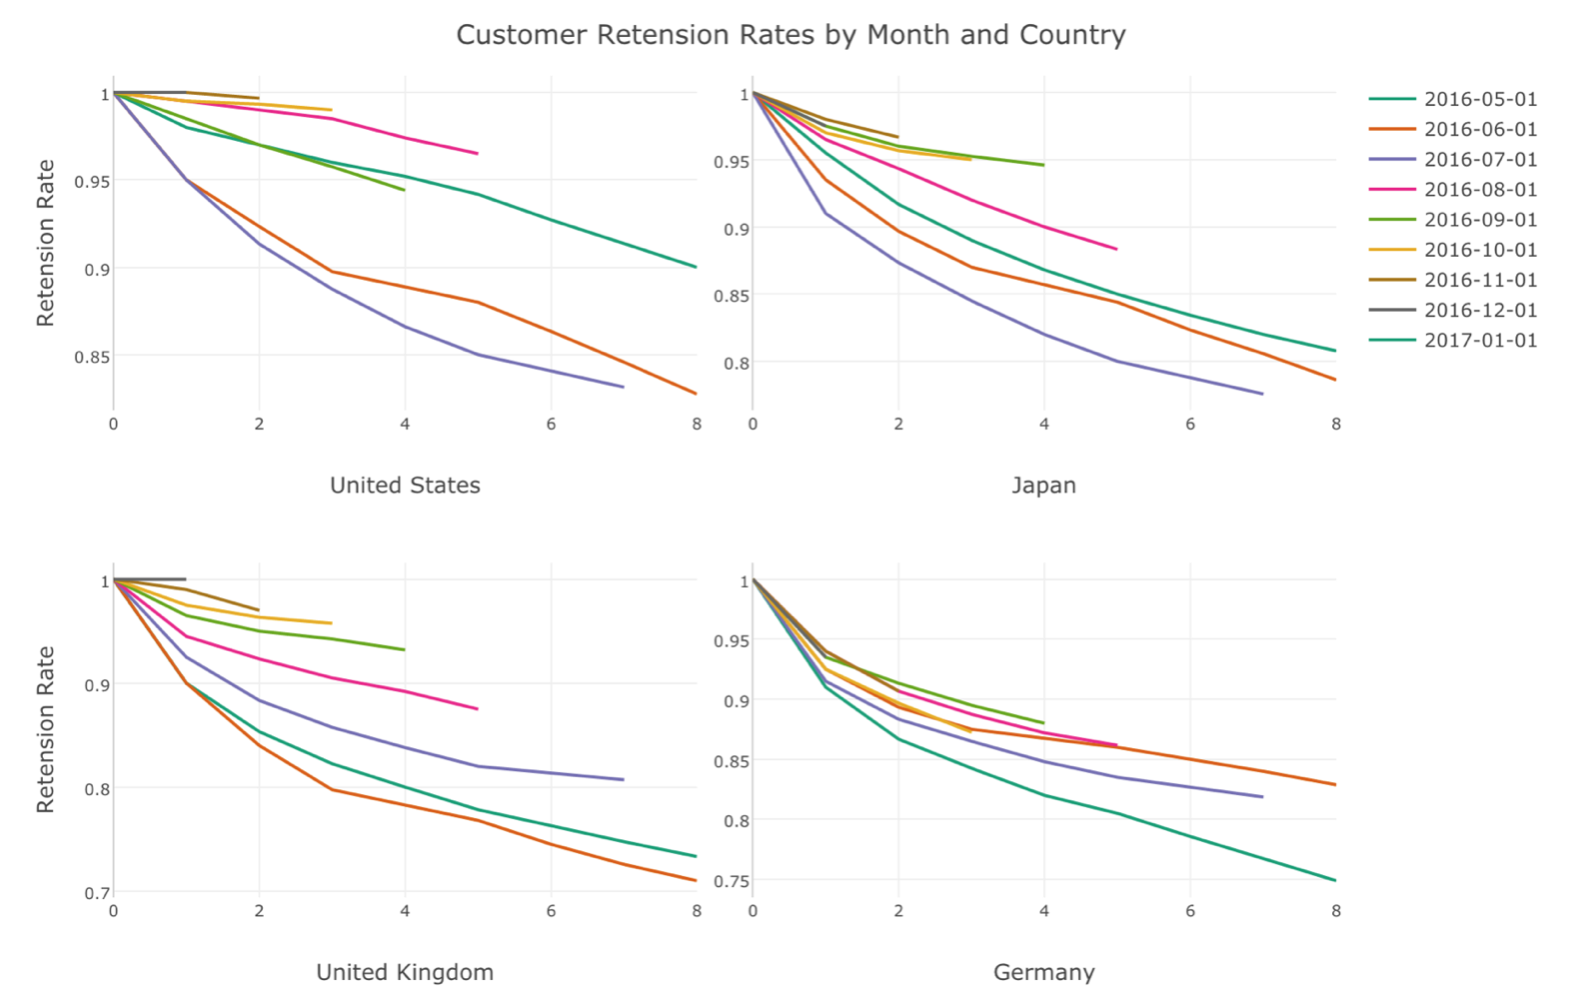 Customer Retension Rates by Month and Country
Retension Rate
1
0.95
0.9
0.85
0 2 4 6 8
United States
1
0.95
0.9
0.85
0.8
0 2 4 6 8
Japan
2016-05-01
2016-06-01
2016-07-01
2016-08-01
2016-09-01
2016-10-01
2016-11-01
2016-12-01
2017-01-01
Retension Rate
1
0.9
0.8
0.7
0 2 4 6 8
United Kingdom
1
0.95
0.9
0.85
0.8
0.75
0 2 4 6 8
Germany